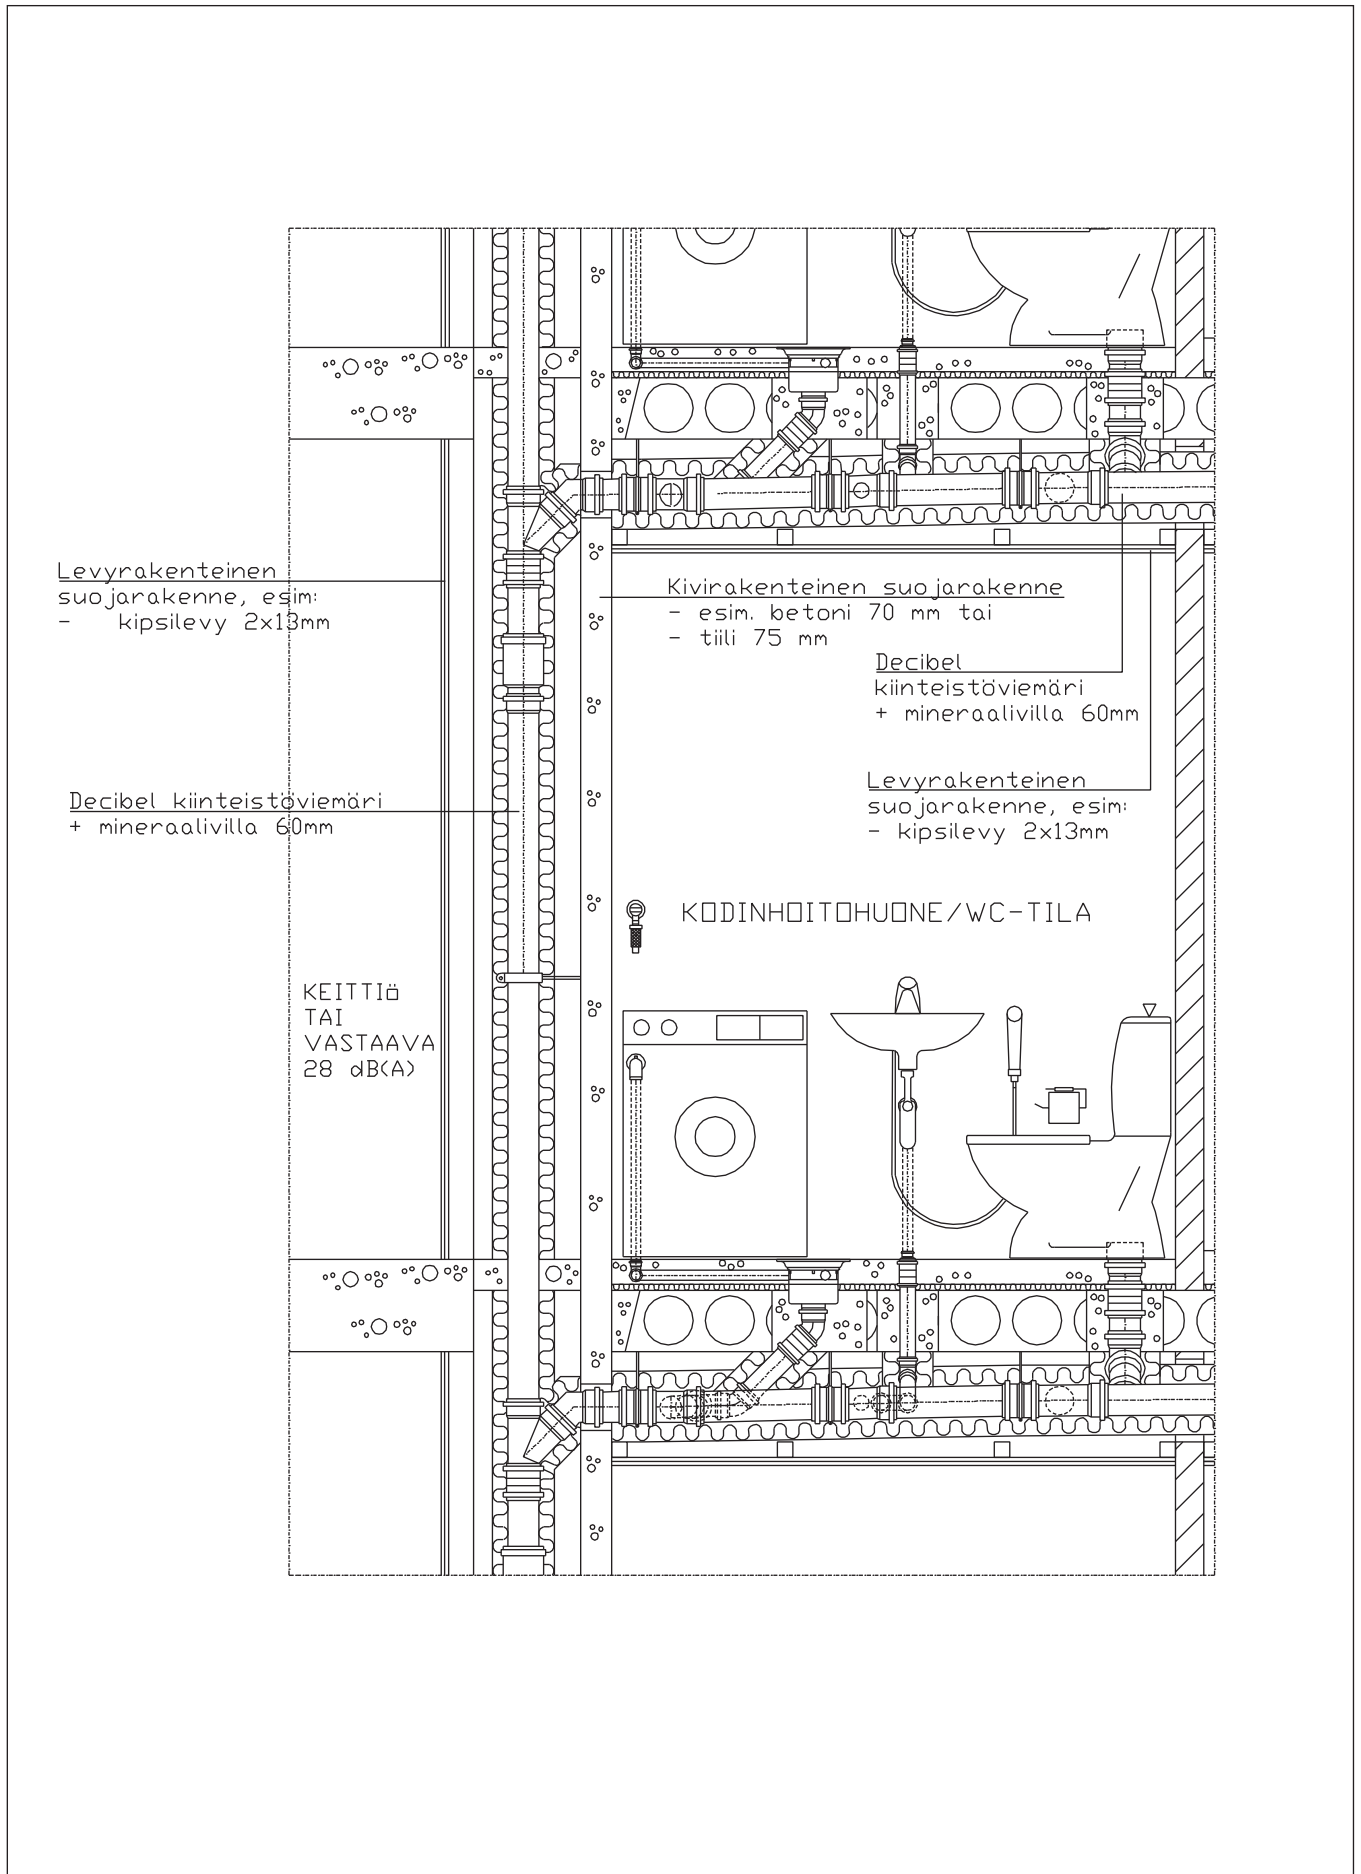 Levyrakenteinen
suojarakenne, esim:
- kipsilevy 2x13mm
Kivirakenteinen suojarakenne
- esim. betoni 70 mm tai
- tiili 75 mm
Decibel
kiinteistöviemäri
+ mineraalivilla 60mm
Levyrakenteinen
suojarakenne, esim:
- kipsilevy 2x13mm
Decibel kiinteistöviemäri
+ mineraalivilla 60mm
KODINHOITOHUONE/WC-TILA
KEITTIö
TAI
VASTAAVA
28 dB(A)